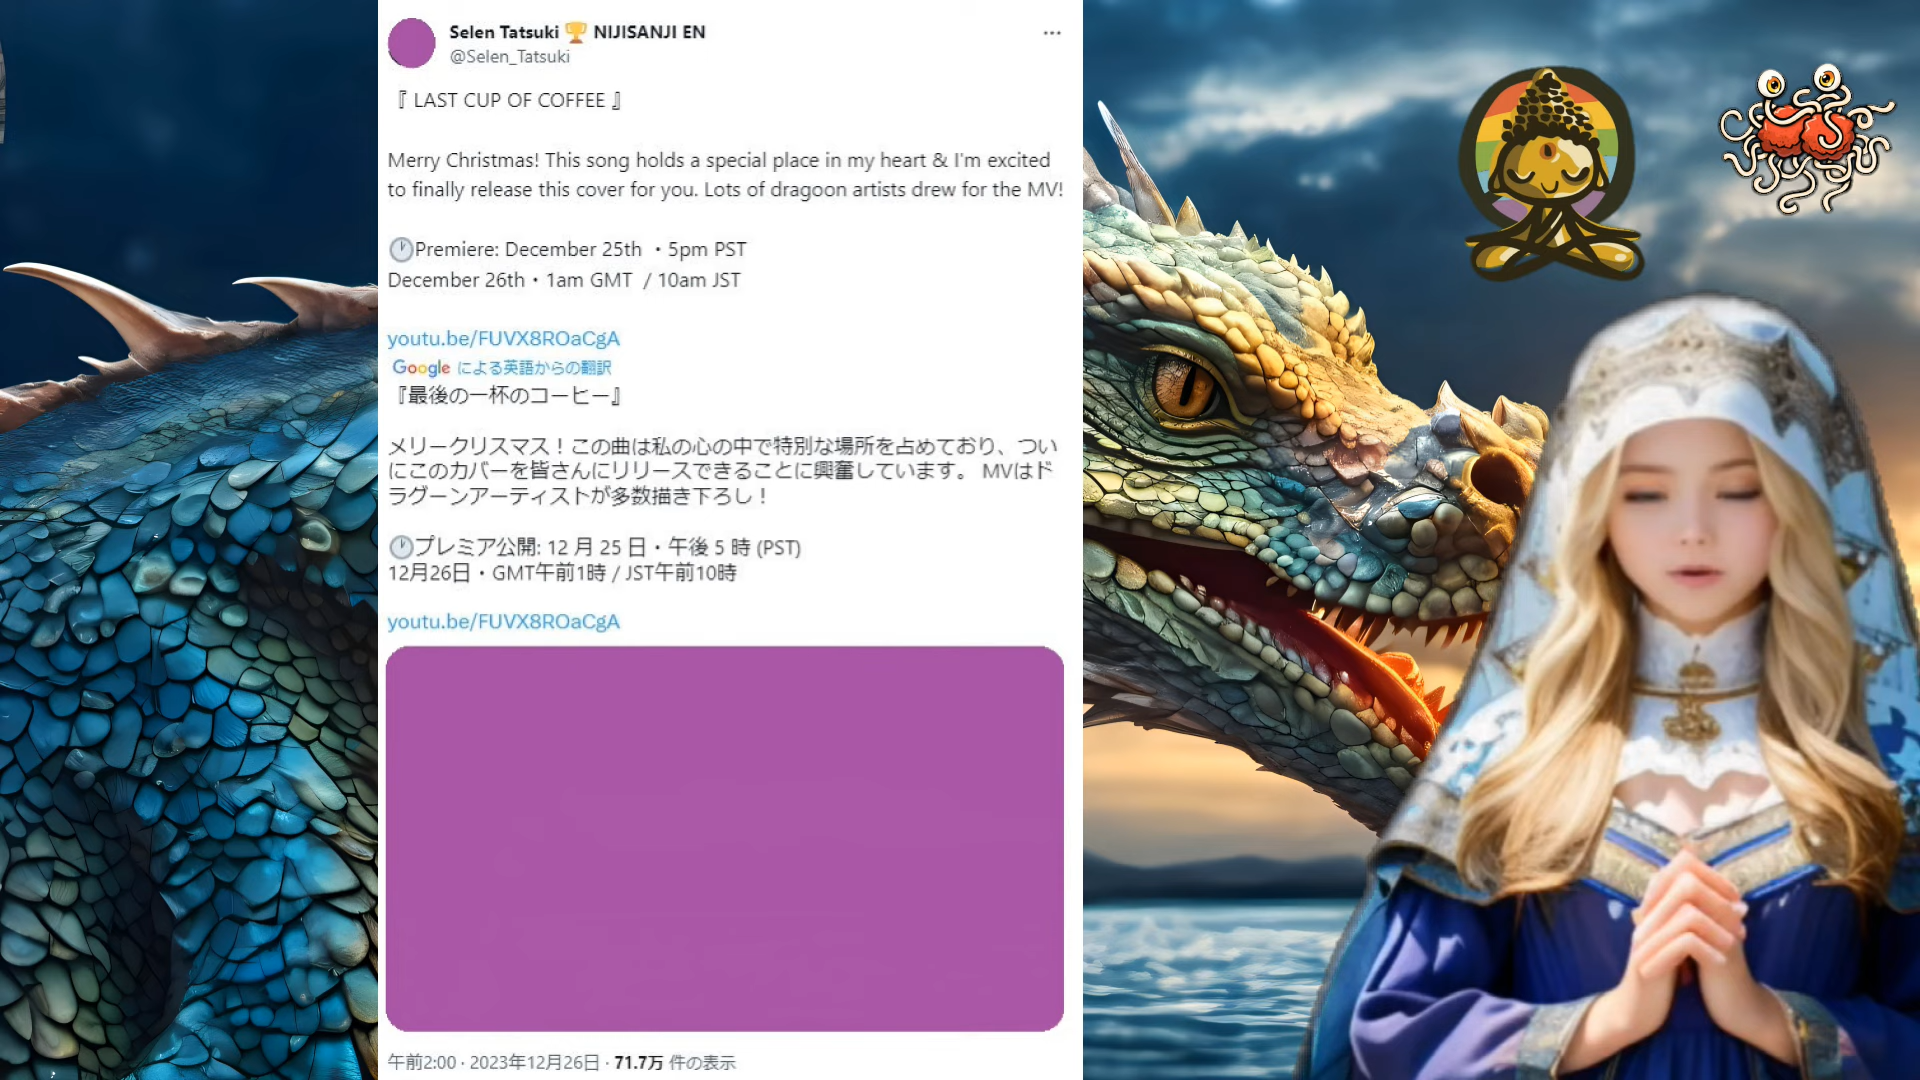 Selen Tatsuki 🏆 NIJISANJI EN
@Selen_Tatsuki
『 LAST CUP OF COFFEE 』
Merry Christmas! This song holds a special place in my heart & I'm excited
to finally release this cover for you. Lots of dragoon artists drew for the MV!
🕐Premiere: December 25th ・5pm PST
December 26th・1am GMT / 10am JST
youtu.be/FUVX8ROaCgA
Google による英語からの翻訳
『最後の一杯のコーヒー』
メリークリスマス！この曲は私の心の中で特別な場所を占めており、つい
にこのカバーを皆さんにリリースできることに興奮しています。 MVはド
ラグーンアーティストが多数描き下ろし！
🕐プレミア公開: 12 月 25 日・午後 5 時 (PST)
12月26日・GMT午前1時 / JST午前10時
youtu.be/FUVX8ROaCgA
午前2:00 · 2023年12月26日 · 71.7万 件の表示